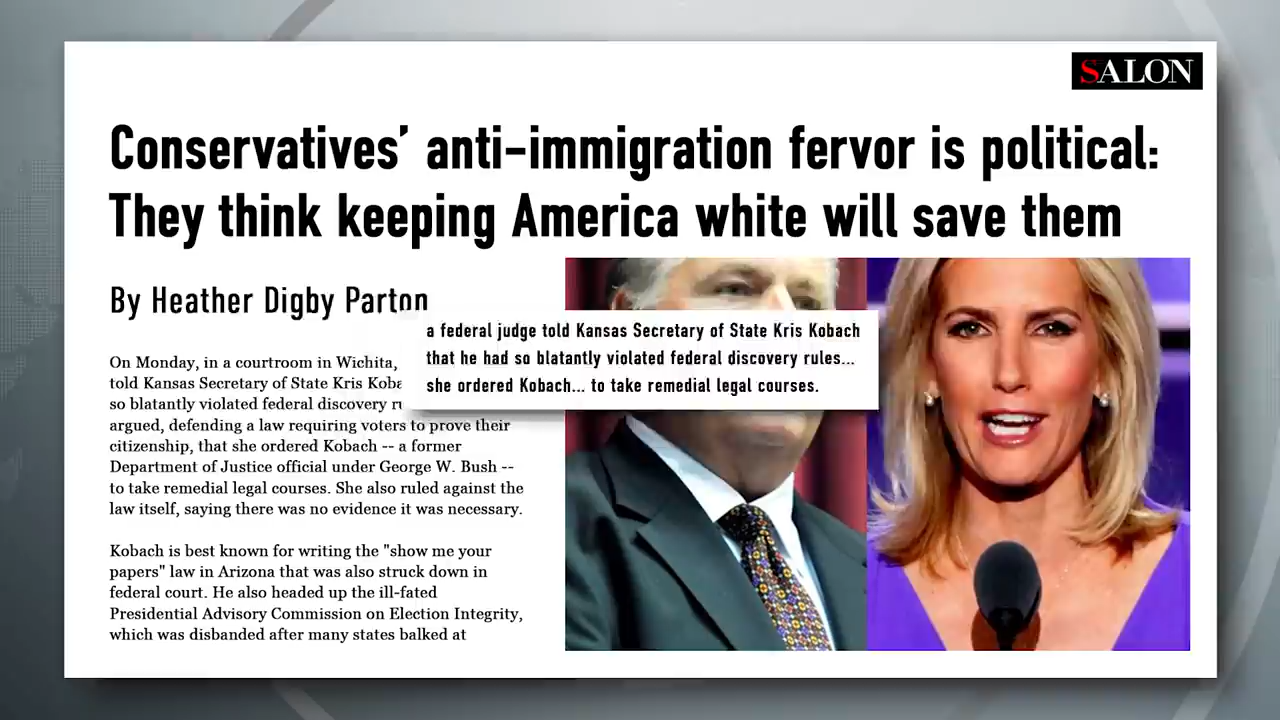 SALON
Conservatives' anti-immigration fervor is political:
They think keeping America white will save them
By Heather Digby Parton
a federal judge told Kansas Secretary of State Kris Kobach
that he had so blatantly violated federal discovery rules...
she ordered Kobach... to take remedial legal courses.
On Monday, in a courtroom in Wichita,
told Kansas Secretary of State Kris Koba
so blatantly violated federal discovery ru
argued, defending a law requiring voters to prove their
citizenship, that she ordered Kobach -- a former
Department of Justice official under George W. Bush --
to take remedial legal courses. She also ruled against the
law itself, saying there was no evidence it was necessary.
Kobach is best known for writing the "show me your
papers" law in Arizona that was also struck down in
federal court. He also headed up the ill-fated
Presidential Advisory Commission on Election Integrity,
which was disbanded after many states balked at